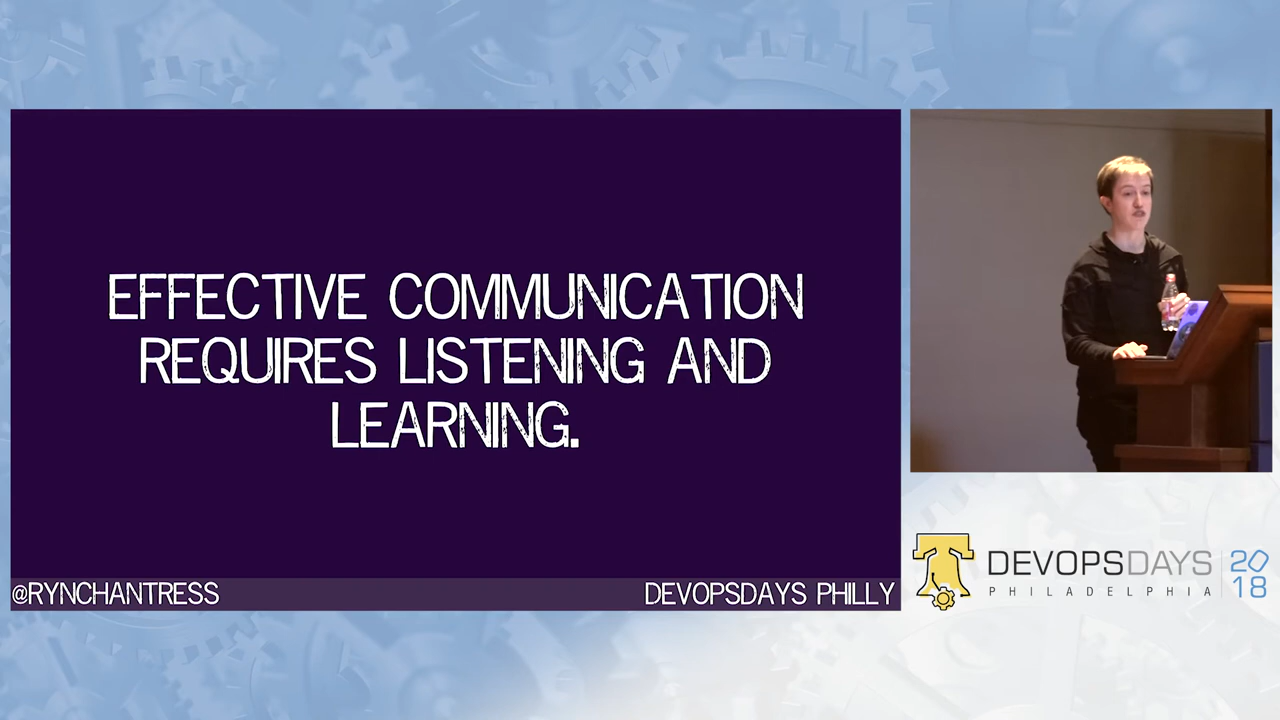 EFFECTIVE COMMUNICATION
REQUIRES LISTENING AND
LEARNING.
@RYNCHANTRESS
DEVOPSDAYS PHILLY
DEVOPSDAYS
PHILADELPHIA
20
18